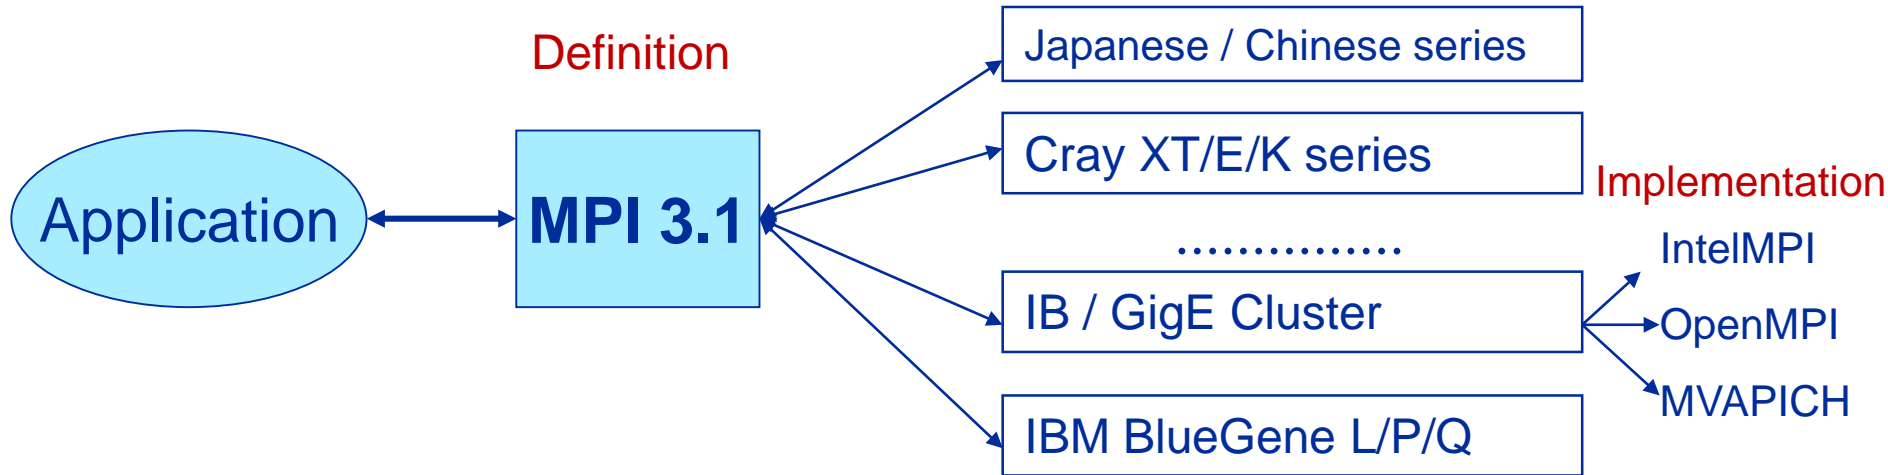 Definition
Application
MPI 3.1
Japanese / Chinese series
Cray XT/E/K series
...............
IB / GigE Cluster
IBM BlueGene L/P/Q
Implementation
IntelMPI
OpenMPI
MVAPICH